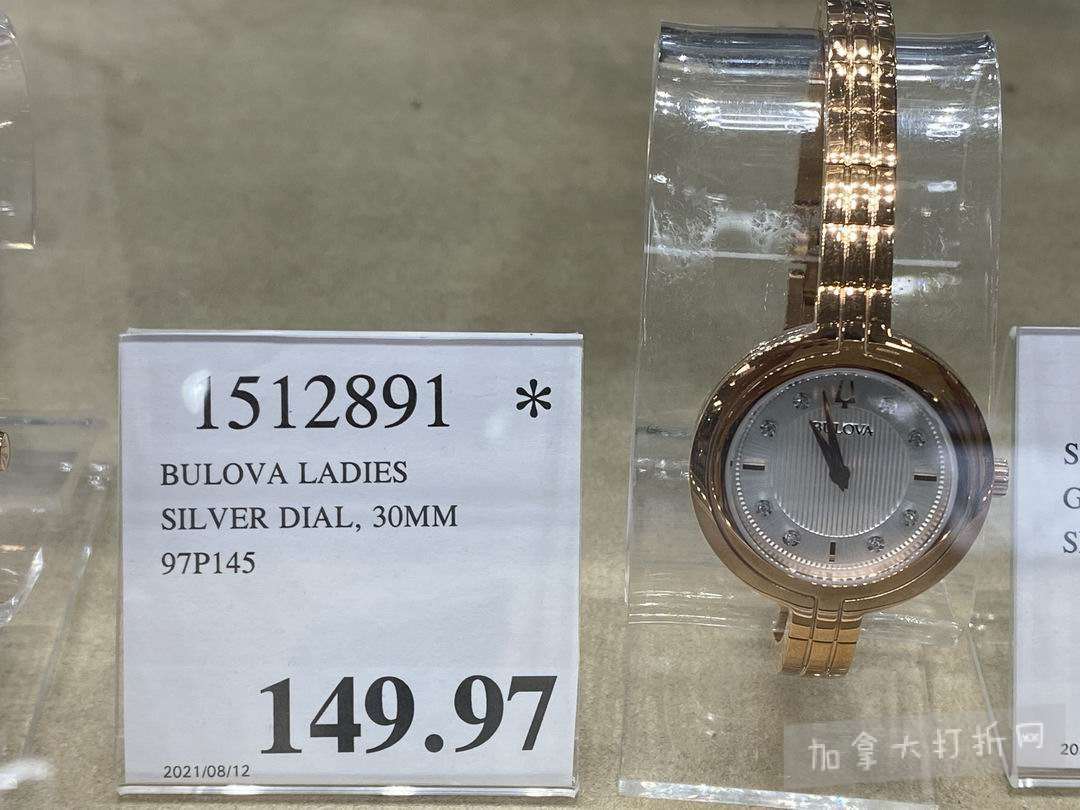 1512891 *
BULOVA LADIES
SILVER DIAL, 30MM
97P145
149.97
2021/08/12
BULOVA
S
G
S
20
加拿大打折网